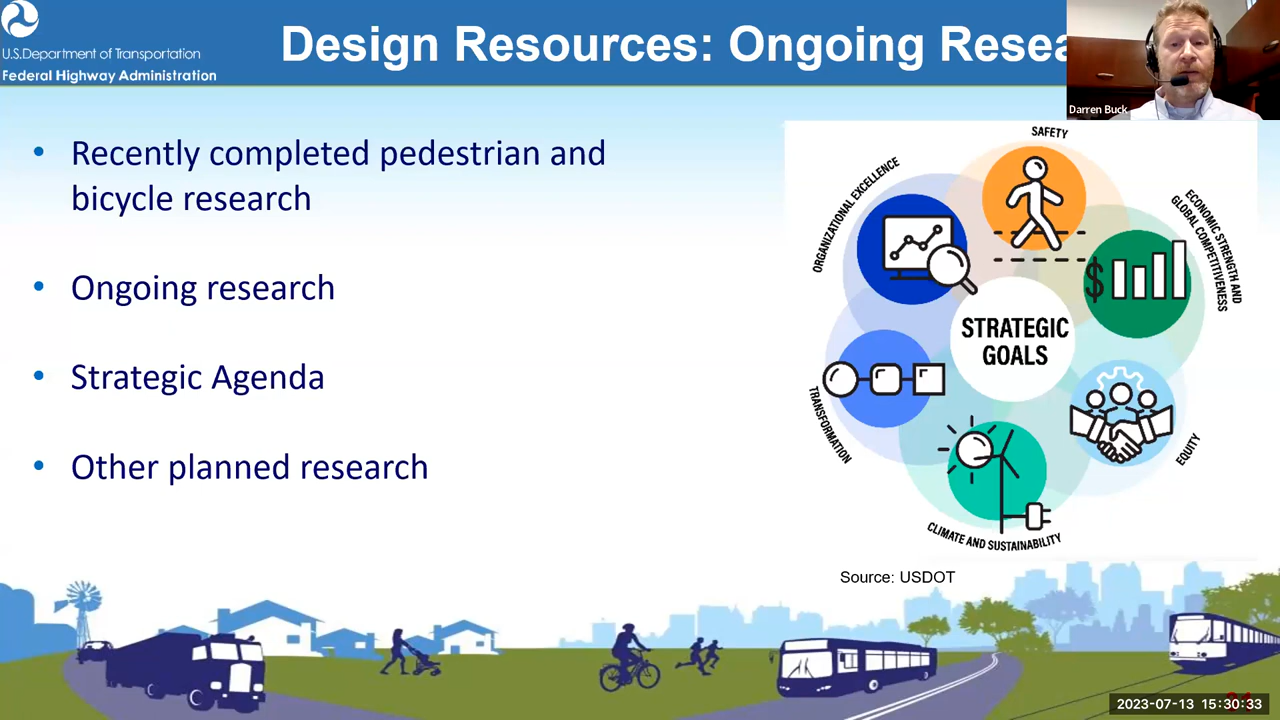 U.S.Department of Transportation
Federal Highway Administration
Design Resources: Ongoing
Darren Buck
• Recently completed pedestrian and
bicycle research
• Ongoing research
• Strategic Agenda
• Other planned research
SAFETY
ORGANIZATIONAL EXCELLENCE
ECONOMIC STRENGTH AND
GLOBAL COMPETITIVENESS
$
STRATEGIC
GOALS
TRANSFORMATION
EQUITY
CLIMATE AND SUSTAINABILITY
Source: USDOT
2023-07-13 15:30:33